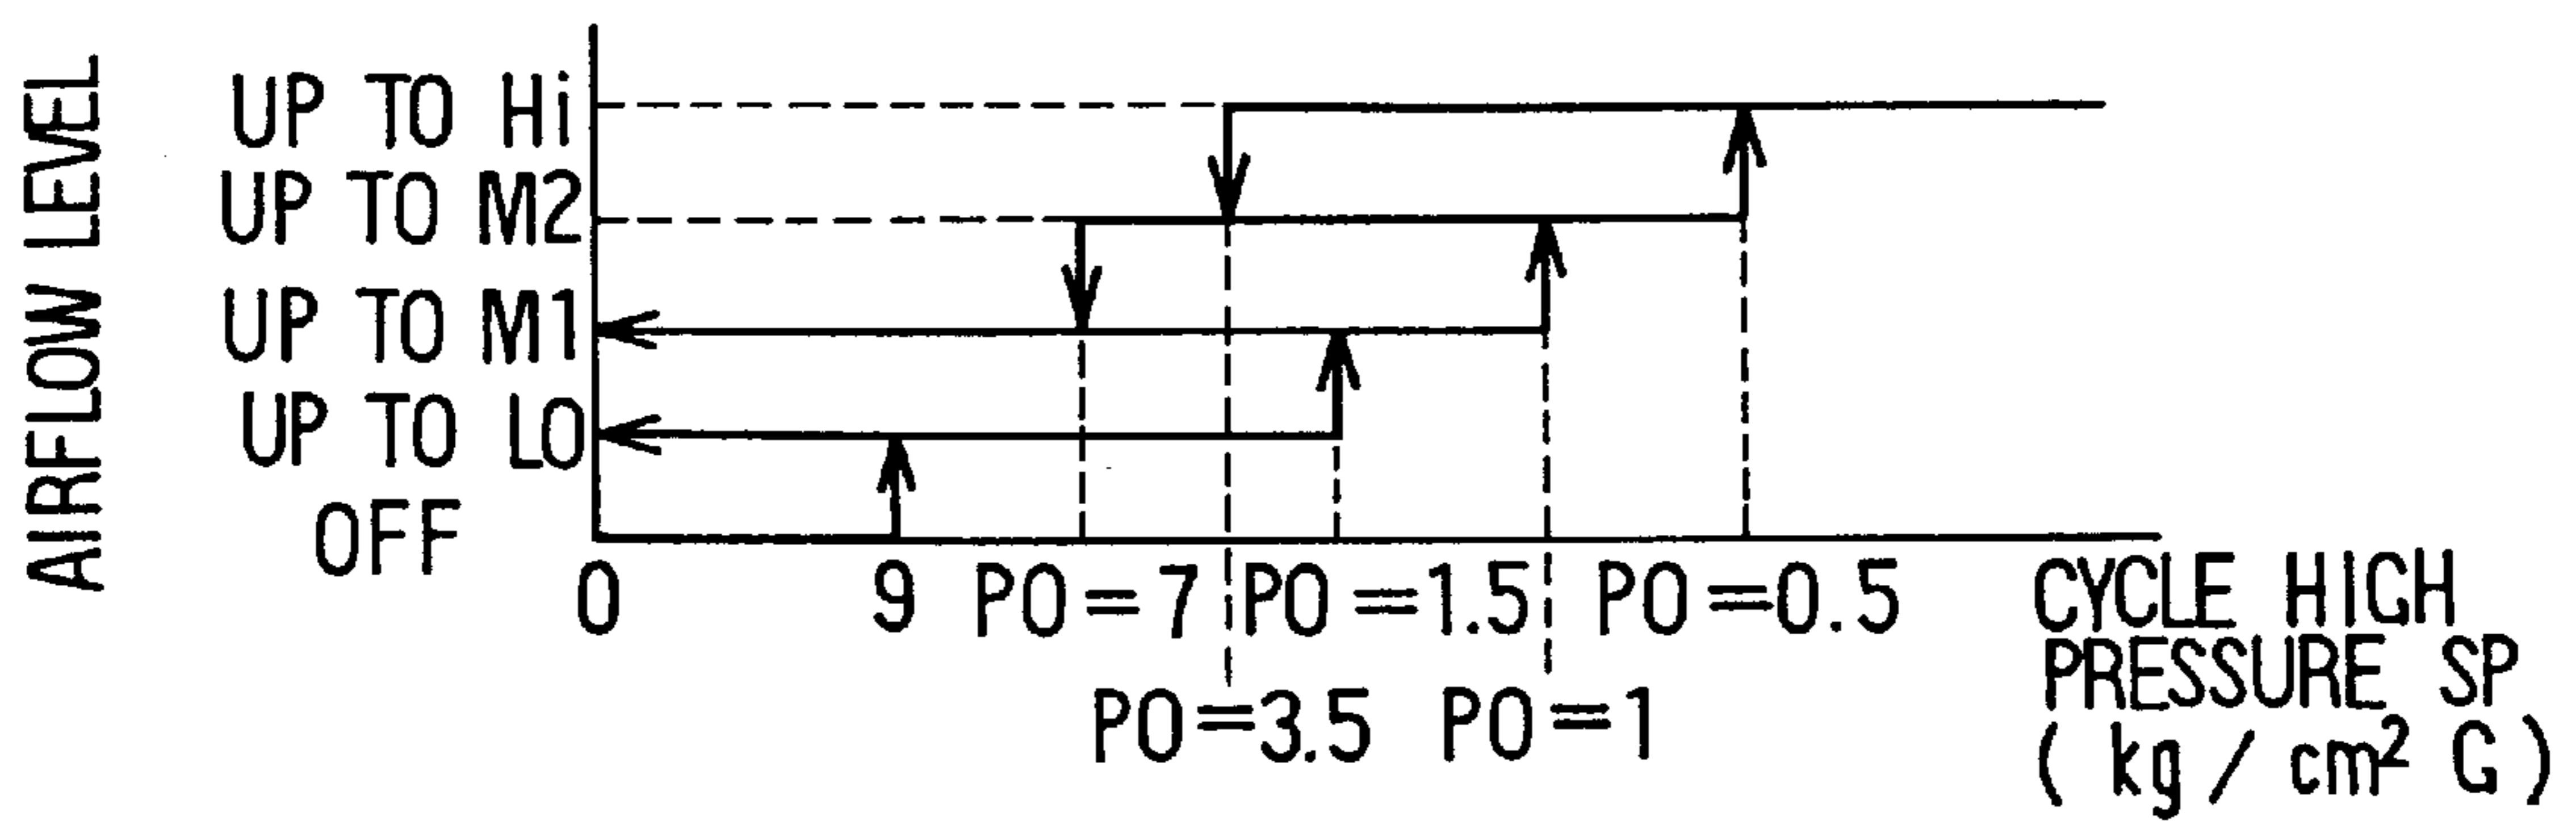 AIRFLOW LEVEL
UP TO Hi
UP TO M2
UP TO M1
UP TO LO
OFF
0 9 PO=7 PO=1.5 PO=0.5
PO=3.5 PO=1
CYCLE HIGH
PRESSURE SP
(kg/cm² G)